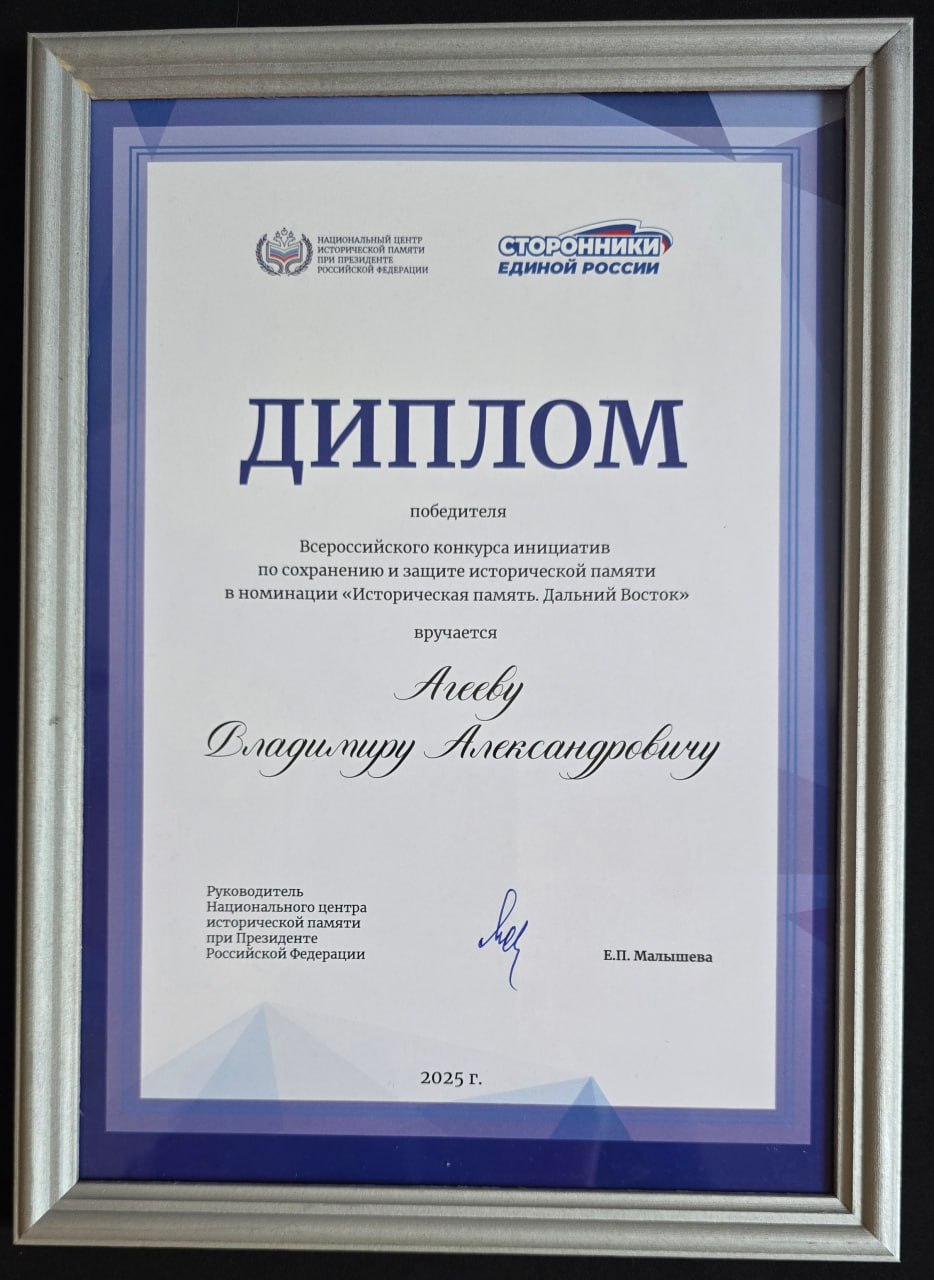 НАЦИОНАЛЬНЫЙ ЦЕНТР
ИСТОРИЧЕСКОЙ ПАМЯТИ
ПРИ ПРЕЗИДЕНТЕ
РОССИЙСКОЙ ФЕДЕРАЦИИ
СТОРОННИКИ
ЕДИНОЙ РОССИИ
ДИПЛОМ
победителя
Всероссийского конкурса инициатив
по сохранению и защите исторической памяти
в номинации «Историческая память. Дальний Восток»
вручается
Агееву
Владимиру Александровичу
Руководитель
Национального центра
исторической памяти
при Президенте
Российской Федерации
Е.П. Малышева
2025 г.